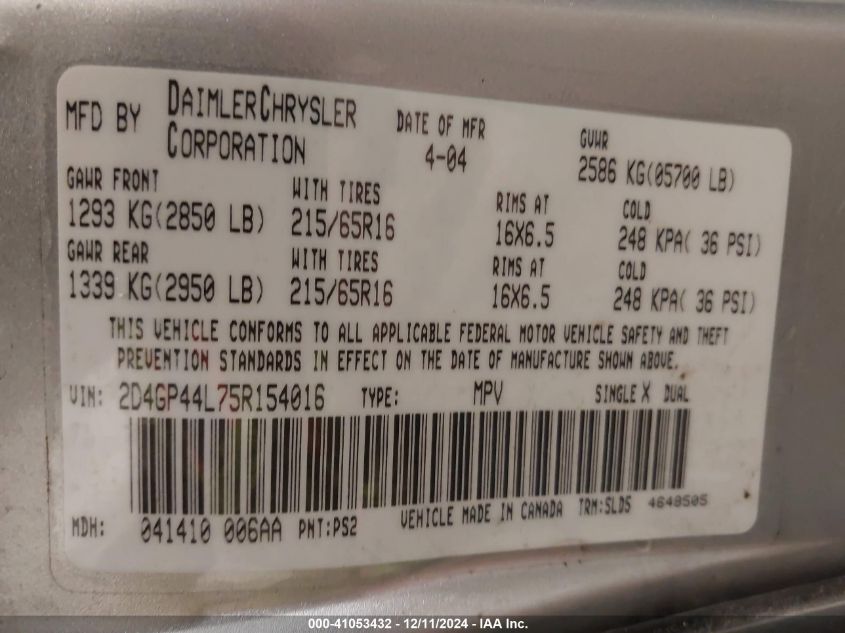 MFD BY DAIMLERCHRYSLER CORPORATION DATE OF MFR 4-04 GVWR 2586 KG(05700 LB)
GAWR FRONT WITH TIRES RIMS AT COLD
1293 KG(2850 LB) 215/65R16 16X6.5 248 KPA( 36 PSI)
GAWR REAR WITH TIRES RIMS AT COLD
1339 KG(2950 LB) 215/65R16 16X6.5 248 KPA( 36 PSI)
THIS VEHICLE CONFORMS TO ALL APPLICABLE FEDERAL MOTOR VEHICLE SAFETY AND THEFT
PREVENTION STANDARDS IN EFFECT ON THE DATE OF MANUFACTURE SHOWN ABOVE.
VIN: 2D4GP44L75R154016 TYPE: MPV SINGLE X DUAL
MDH: 041410 006AA PNT:PS2 VEHICLE MADE IN CANADA TRM:SLD5 4648505
000-41053432 - 12/11/2024 - IAA Inc.